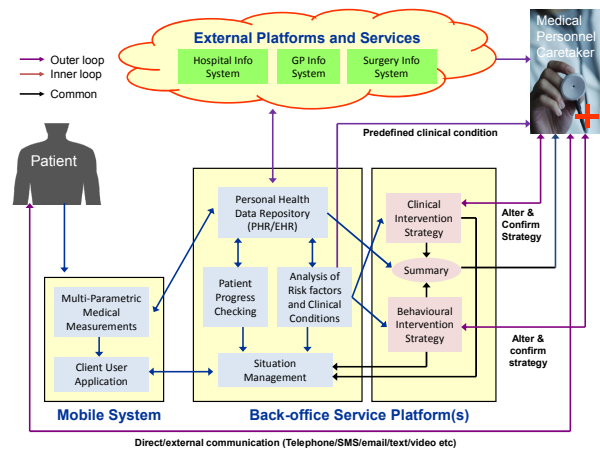 External Platforms and Services
Hospital Info
System
GP Info
System
Surgery Info
System
Medical
Personnel
Caretaker
Outer loop
Inner loop
Common
Predefined clinical condition
Patient
Personal Health
Data Repository
(PHR/EHR)
Clinical
Intervention
Strategy
Alter &
Confirm
Strategy
Summary
Multi-Parametric
Medical
Measurements
Patient
Progress
Checking
Analysis of
Risk factors
and Clinical
Conditions
Behavioural
Intervention
Strategy
Alter &
confirm
strategy
Client User
Application
Situation
Management
Mobile System
Back-office Service Platform(s)
Direct/external communication (Telephone/SMS/email/text/video etc)